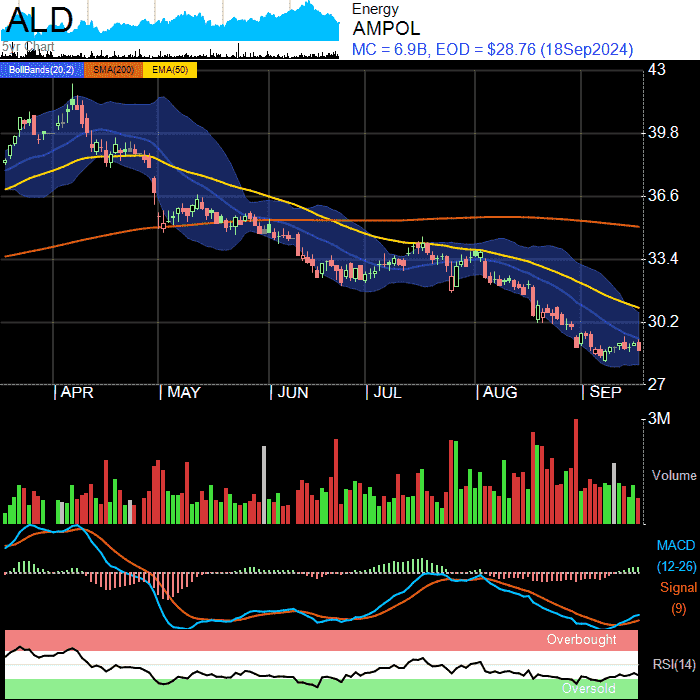 ALD
5yr Chart
Energy
AMPOL
MC = 6.9B, EOD = $28.76 (18Sep2024)
BollBands(20,2) SMA(200) EMA(50)
43
39.8
36.6
33.4
30.2
27
APR MAY JUN JUL AUG SEP
3M
Volume
MACD
(12-26)
Signal
(9)
Overbought
RSI(14)
Oversold